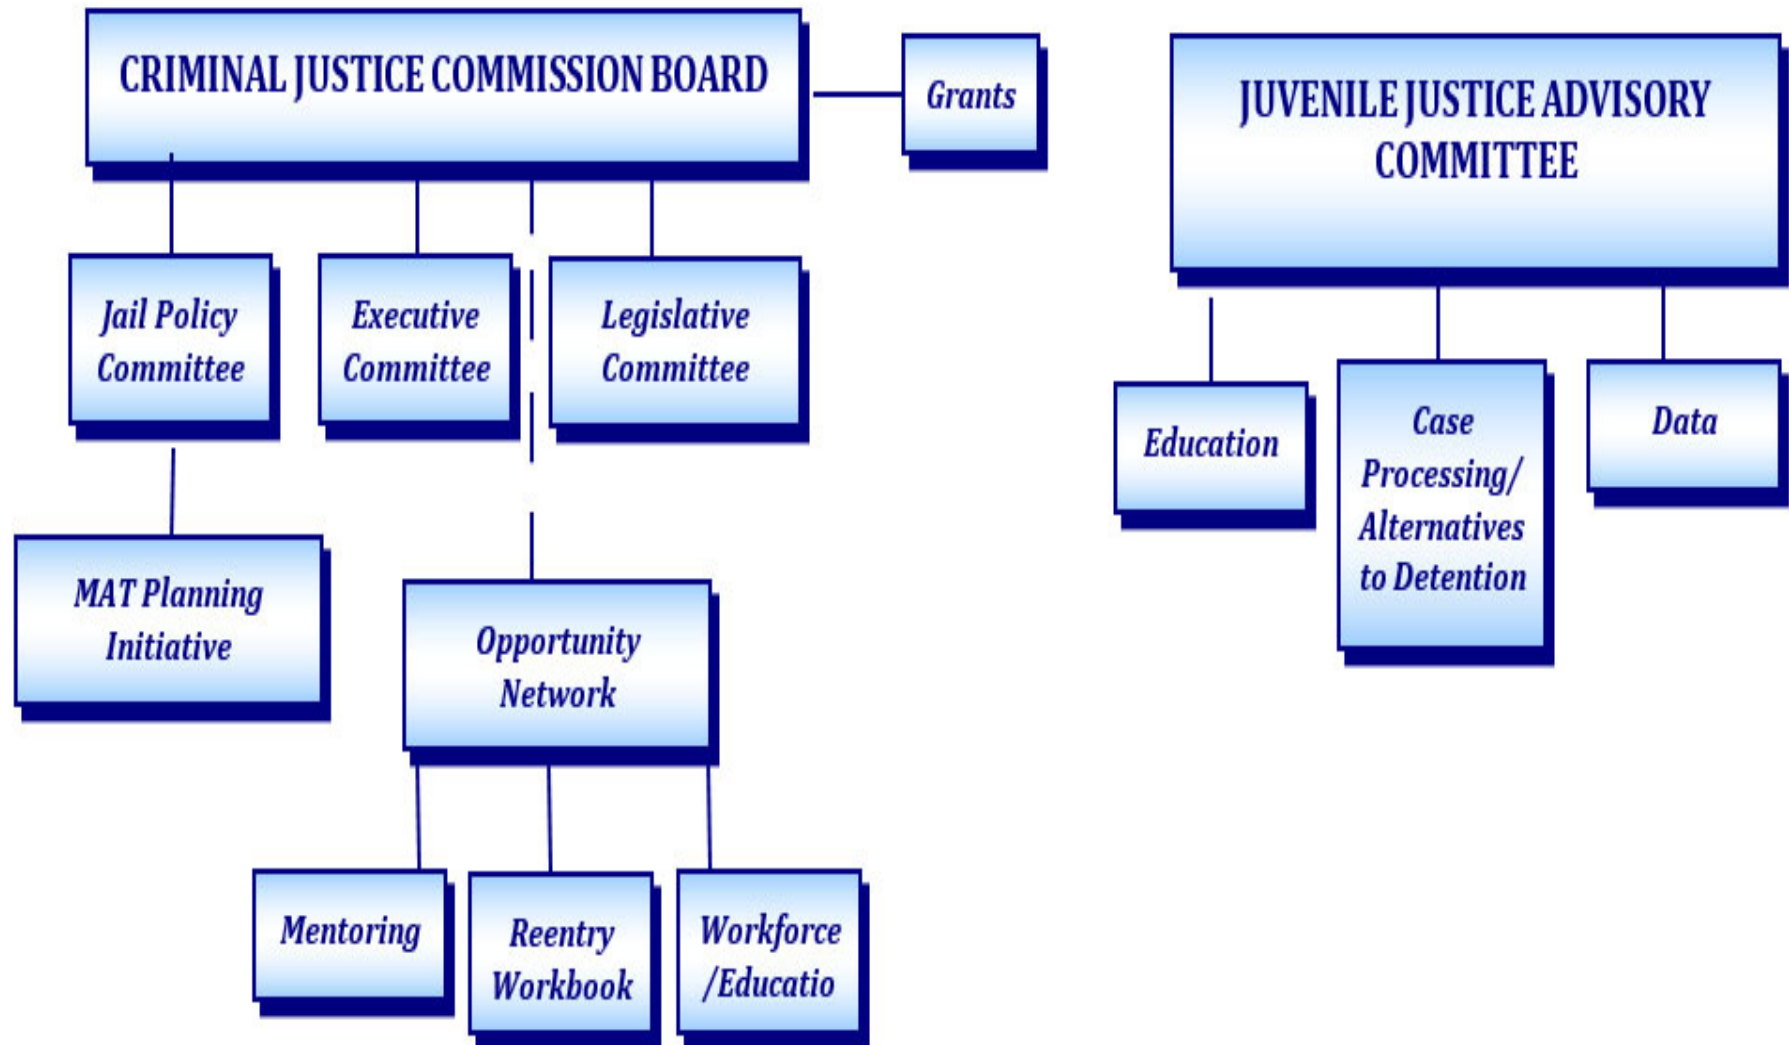 CRIMINAL JUSTICE COMMISSION BOARD
Grants
JUVENILE JUSTICE ADVISORY
COMMITTEE
Jail Policy
Committee
Executive
Committee
Legislative
Committee
Education
Case
Processing/
Alternatives
to Detention
Data
MAT Planning
Initiative
Opportunity
Network
Mentoring
Reentry
Workbook
Workforce
/Educatio